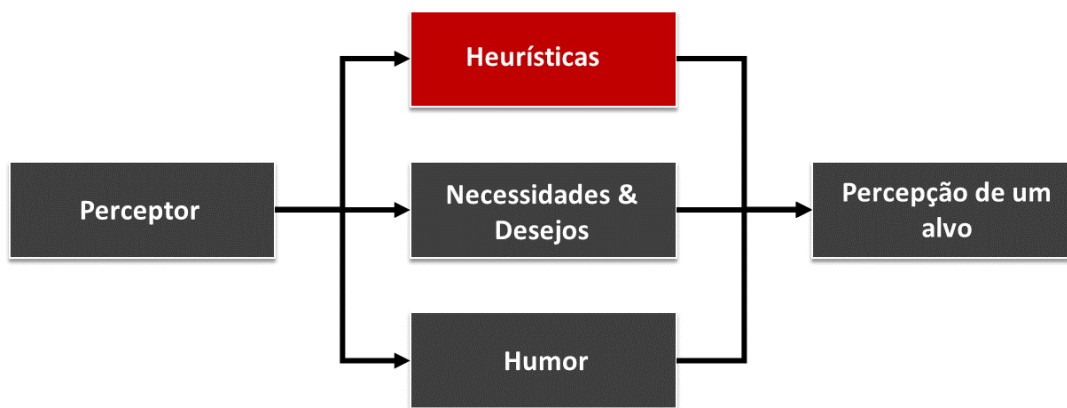 Heurísticas
Perceptor
Necessidades &
Desejos
Percepção de um
alvo
Humor